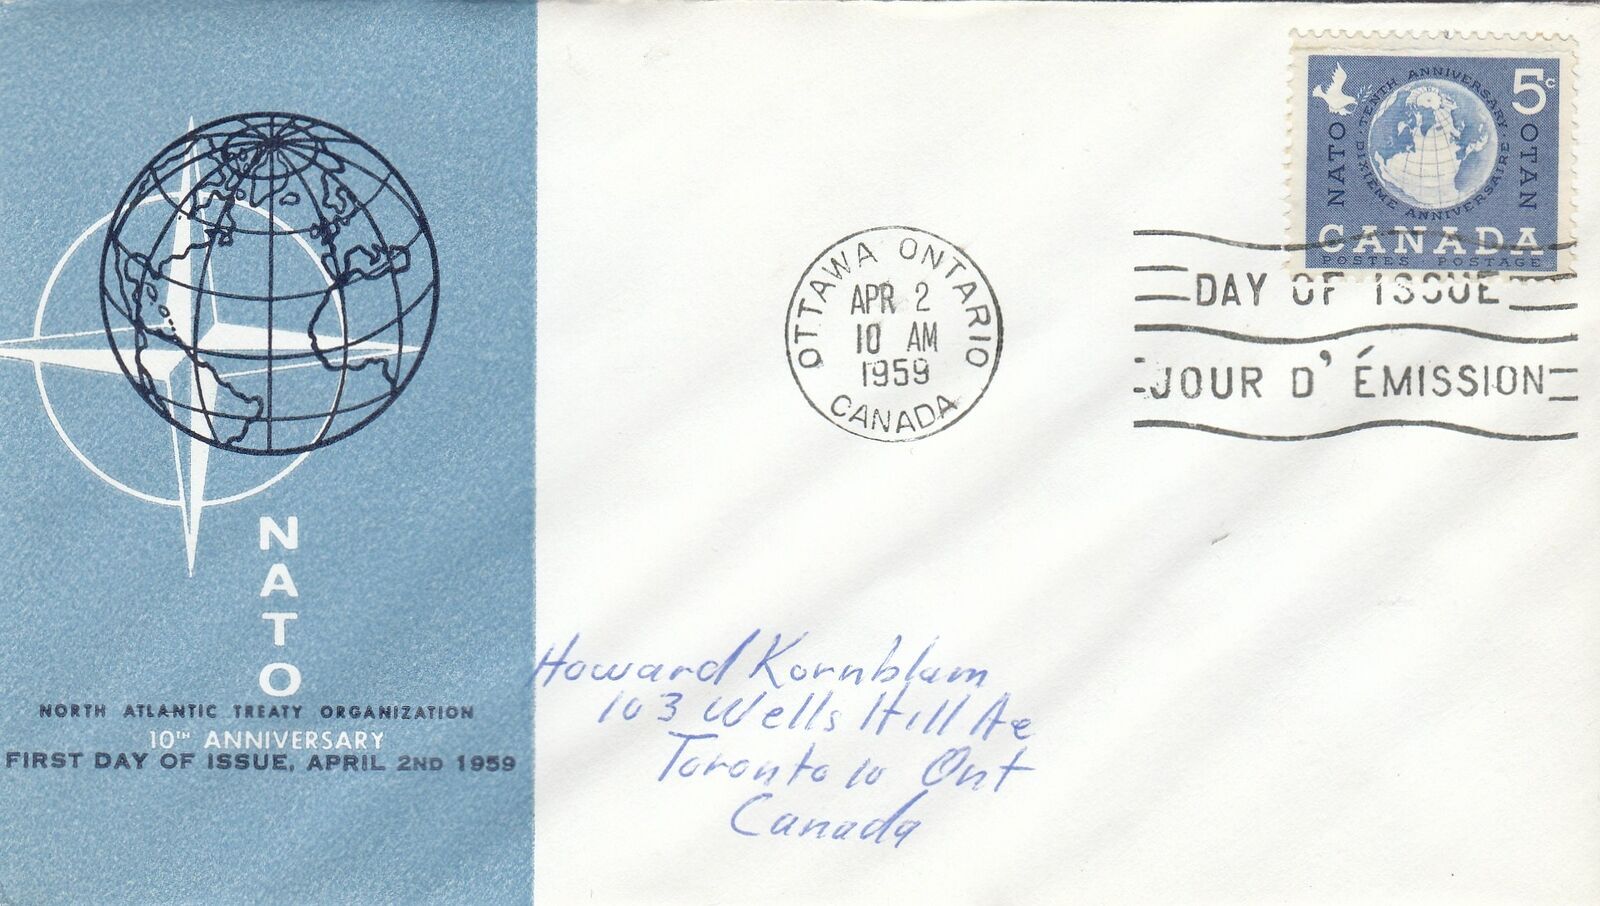 NATO
NORTH ATLANTIC TREATY ORGANIZATION
10TH ANNIVERSARY
FIRST DAY OF ISSUE, APRIL 2ND 1959
OTTAWA ONTARIO
APR 2
10 AM
1959
CANADA
5c
TENTH ANNIVERSARY
NATO
OTAN
DIXIEME ANNIVERSAIRE
CANADA
POSTES POSTAGE
DAY OF ISSUE
JOUR D'ÉMISSION
Howard Kornblum
103 Wells Hill Ae
Toronto 10 Ont
Canada